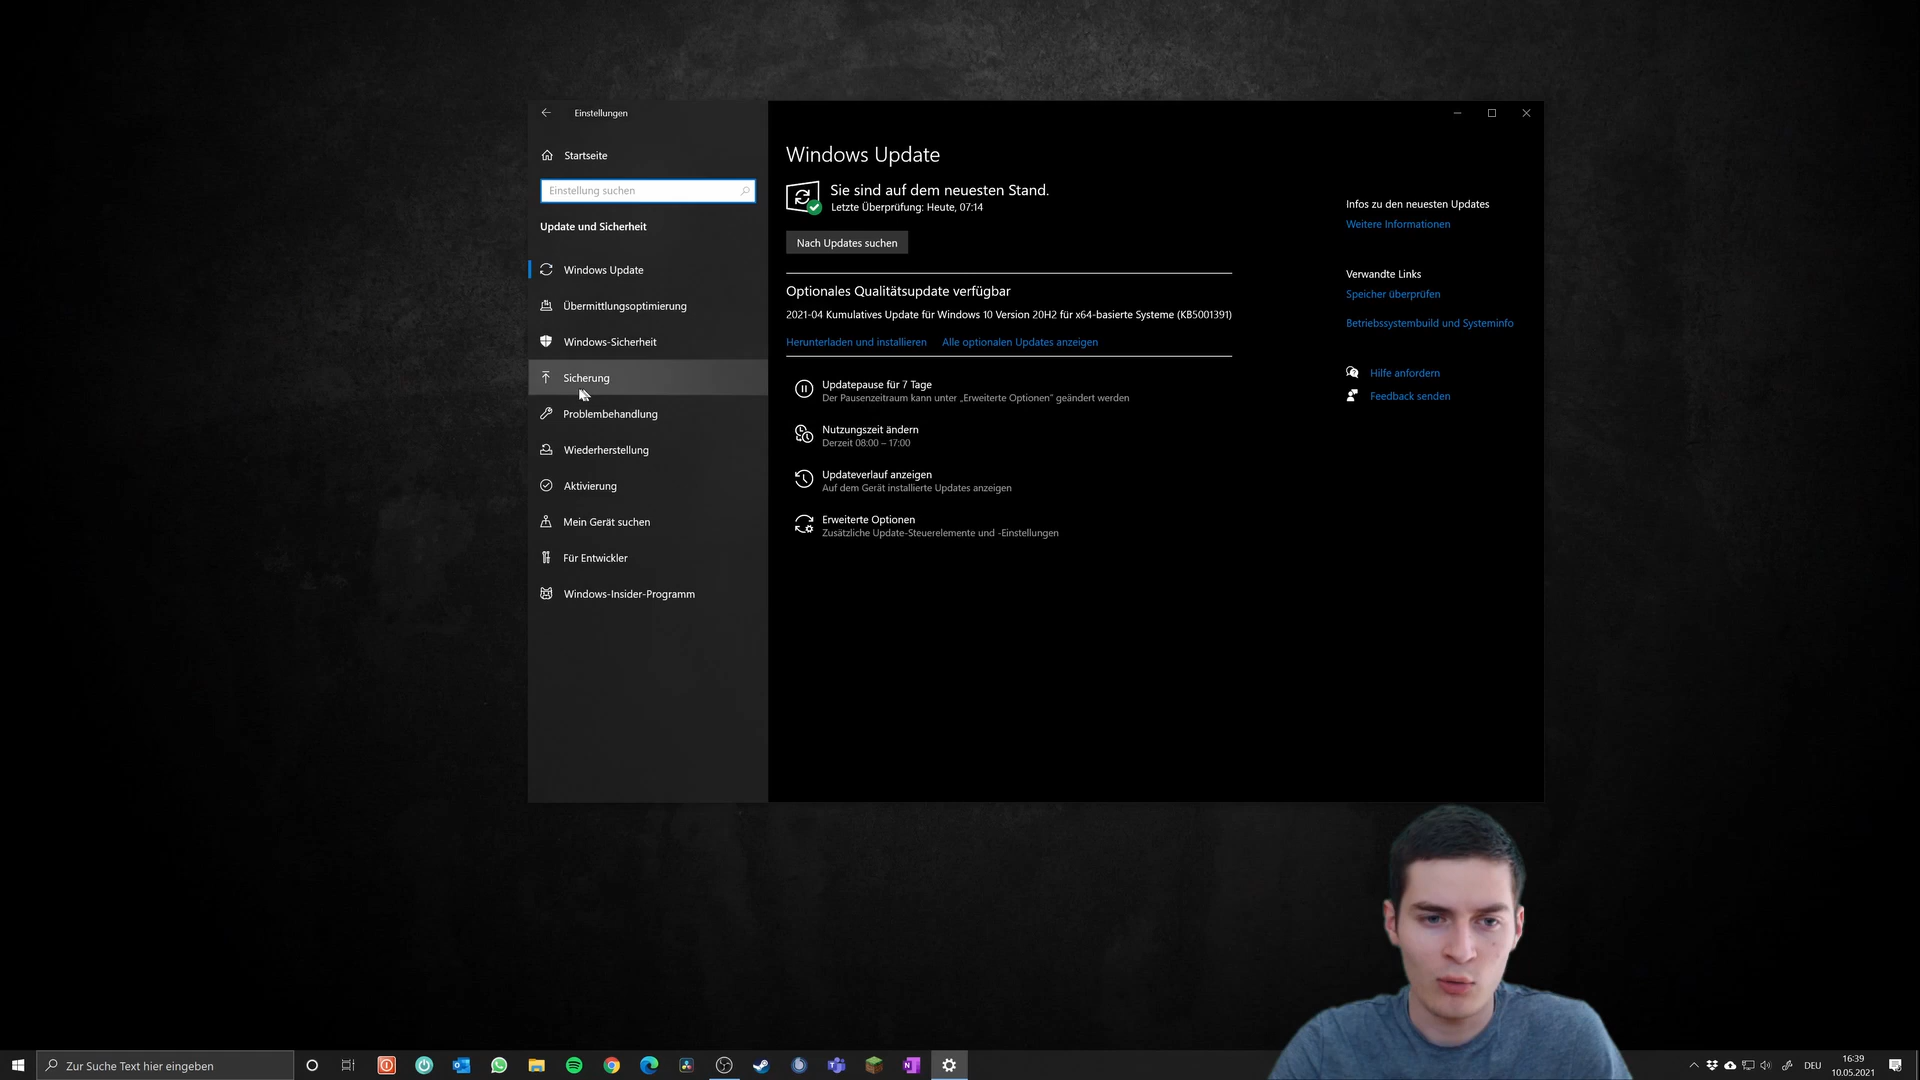 Einstellungen
Startseite
Einstellung suchen
Update und Sicherheit
Windows Update
Übermittlungsoptimierung
Windows-Sicherheit
Sicherung
Problembehandlung
Wiederherstellung
Aktivierung
Mein Gerät suchen
Für Entwickler
Windows-Insider-Programm
Windows Update
Sie sind auf dem neuesten Stand.
Letzte Überprüfung: Heute, 07:14
Nach Updates suchen
Optionales Qualitätsupdate verfügbar
2021-04 Kumulatives Update für Windows 10 Version 20H2 für x64-basierte Systeme (KB5001391)
Herunterladen und installieren Alle optionalen Updates anzeigen
Updatepause für 7 Tage
Der Pausenzeitraum kann unter „Erweiterte Optionen“ geändert werden
Nutzungszeit ändern
Derzeit 08:00 – 17:00
Updateverlauf anzeigen
Auf dem Gerät installierte Updates anzeigen
Erweiterte Optionen
Zusätzliche Update-Steuerelemente und -Einstellungen
Infos zu den neuesten Updates
Weitere Informationen
Verwandte Links
Speicher überprüfen
Betriebssystembuild und Systeminfo
Hilfe anfordern
Feedback senden
Zur Suche Text hier eingeben
DEU
16:39
10.05.2021